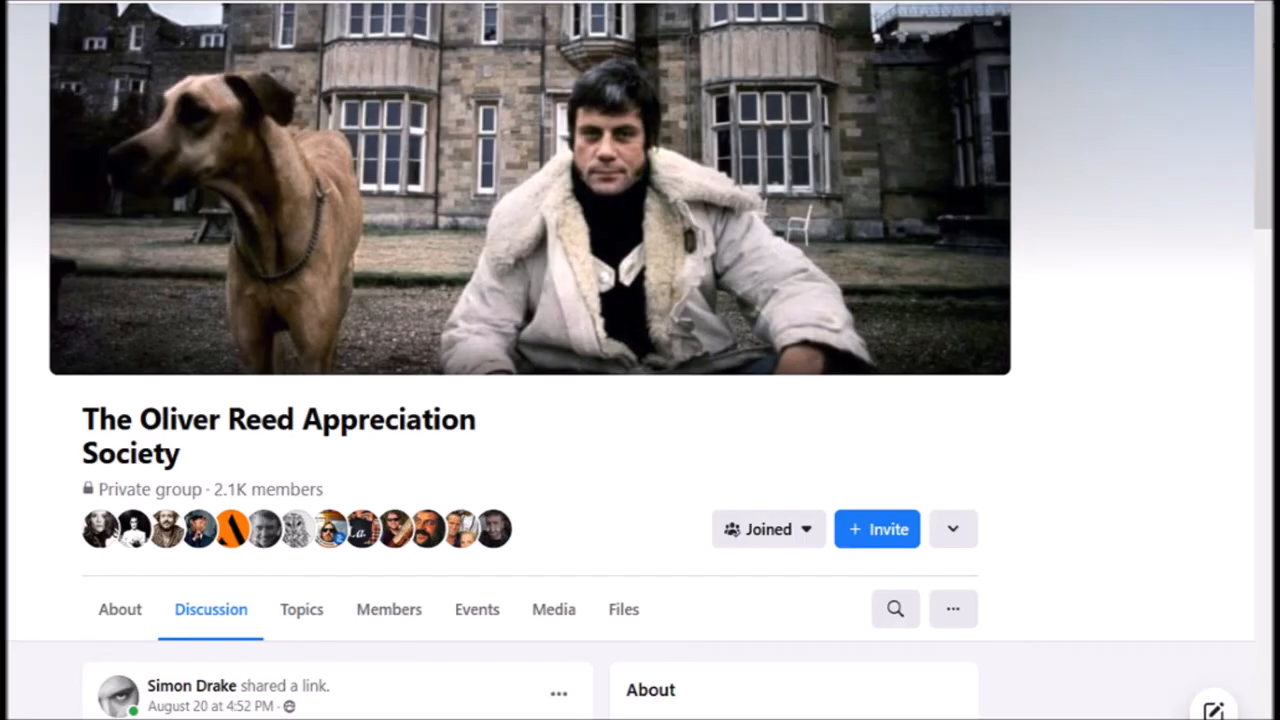 The Oliver Reed Appreciation
Society
Private group · 2.1K members
Joined
+ Invite
About
Discussion
Topics
Members
Events
Media
Files
Simon Drake shared a link.
August 20 at 4:52 PM ·
About